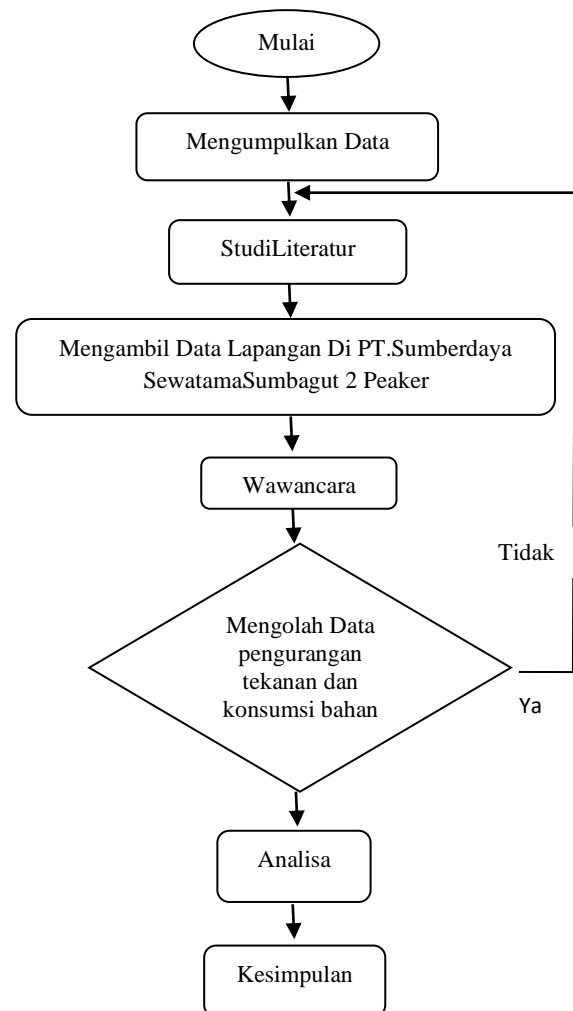 Mulai
Mengumpulkan Data
StudiLiteratur
Mengambil Data Lapangan Di PT.Sumberdaya
SewatamaSumbagut 2 Peaker
Wawancara
Tidak
Mengolah Data
pengurangan
tekanan dan
konsumsi bahan
Ya
Analisa
Kesimpulan